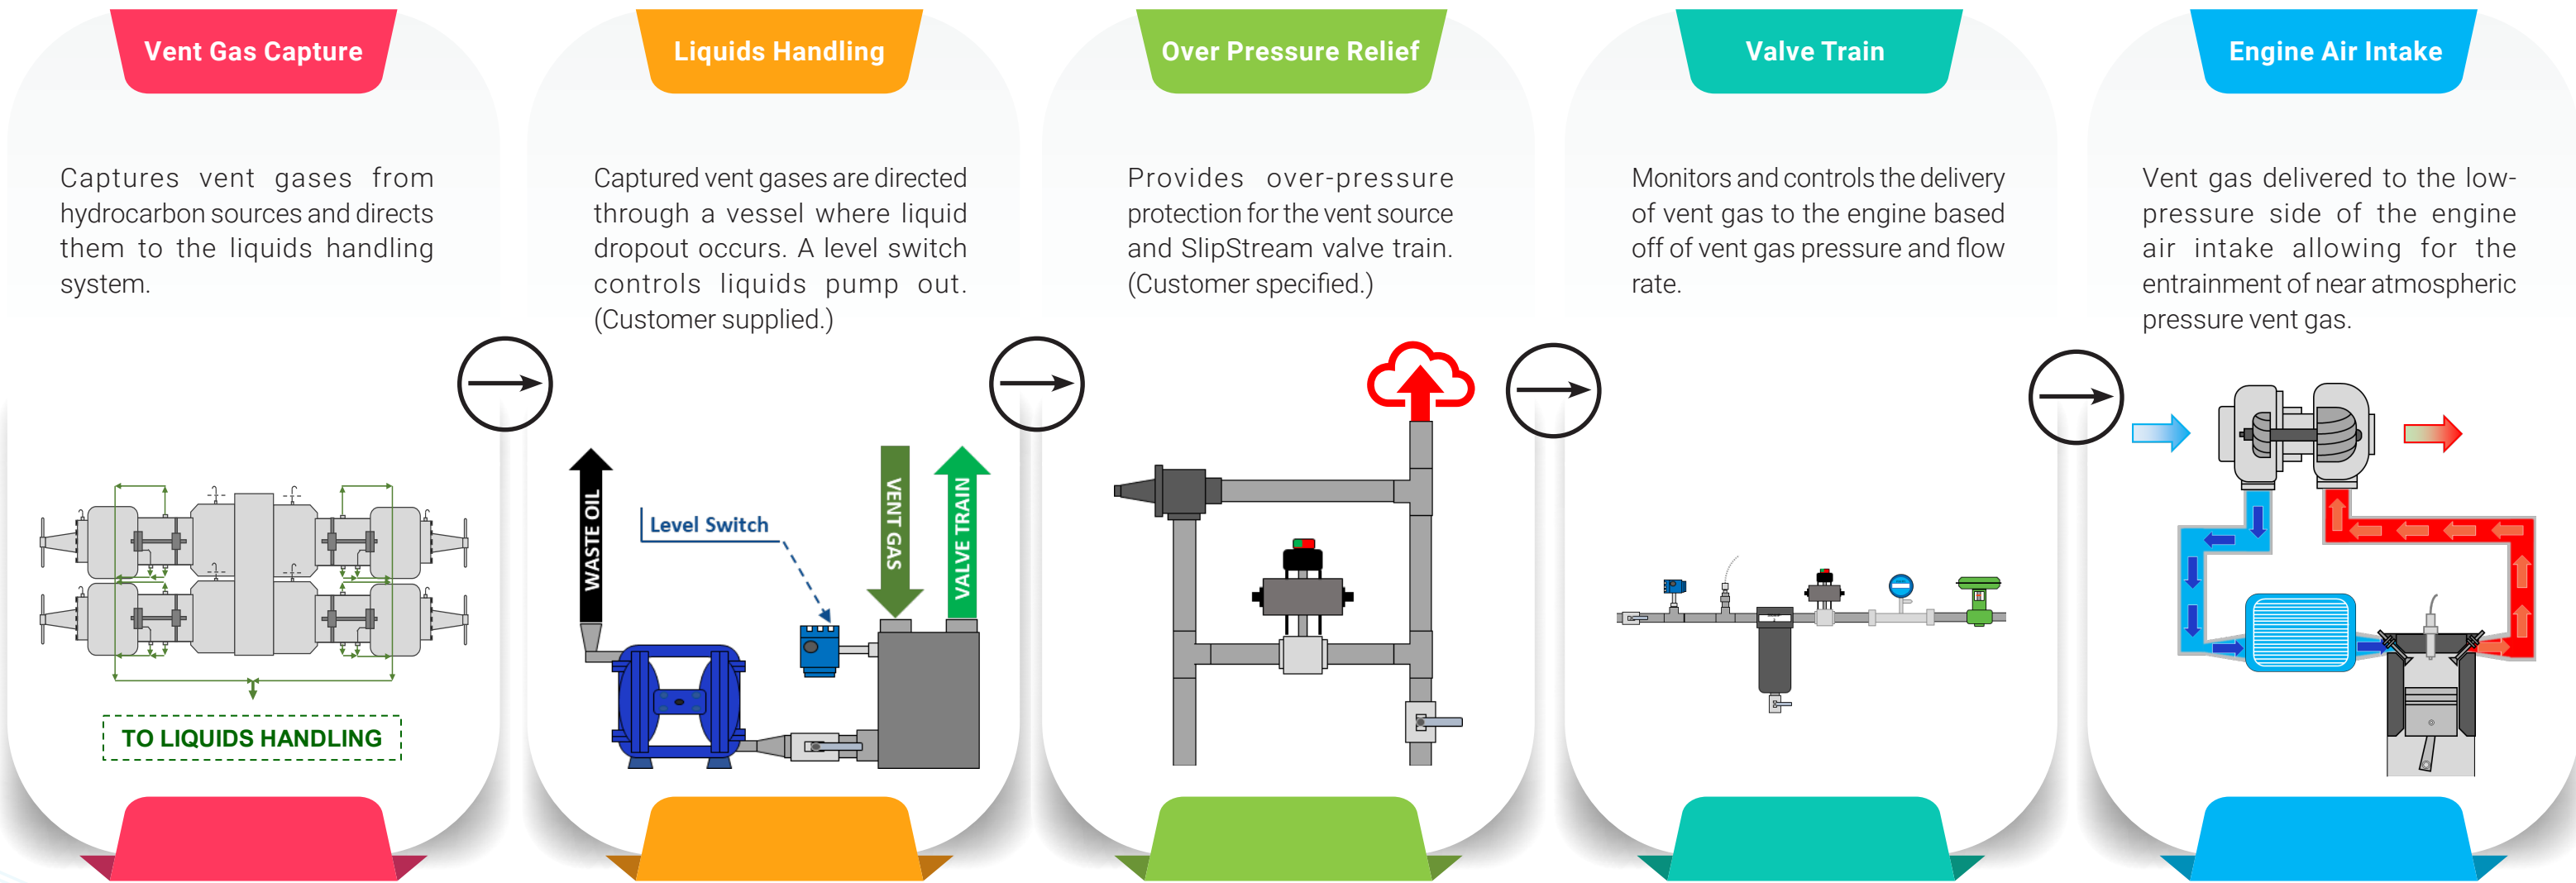 Vent Gas Capture
Captures vent gases from
hydrocarbon sources and directs
them to the liquids handling
system.
TO LIQUIDS HANDLING
Liquids Handling
Captured vent gases are directed
through a vessel where liquid
dropout occurs. A level switch
controls liquids pump out.
(Customer supplied.)
WASTE OIL
Level Switch
VENT GAS
VALVE TRAIN
Over Pressure Relief
Provides over-pressure
protection for the vent source
and SlipStream valve train.
(Customer specified.)
Valve Train
Monitors and controls the delivery
of vent gas to the engine based
off of vent gas pressure and flow
rate.
Engine Air Intake
Vent gas delivered to the low-
pressure side of the engine
air intake allowing for the
entrainment of near atmospheric
pressure vent gas.